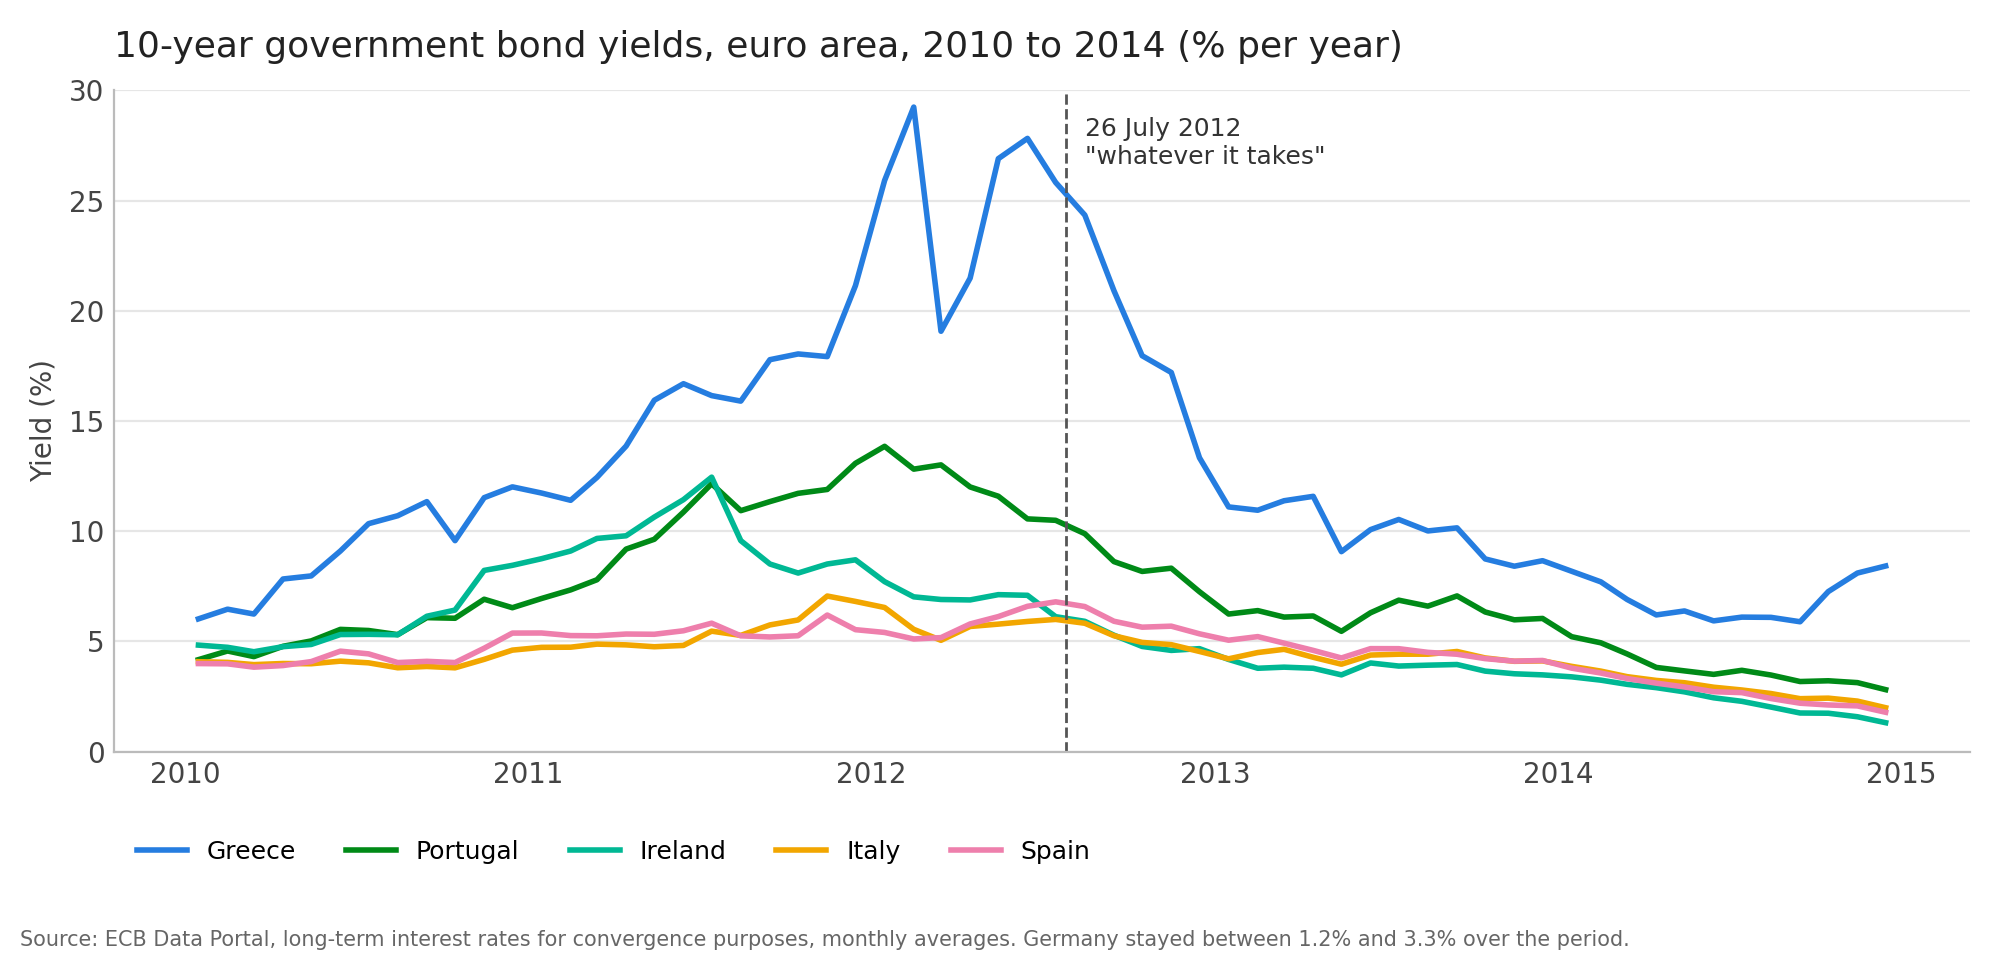 10-year government bond yields, euro area, 2010 to 2014 (% per year)
30
25
20
15
10
5
0
Yield (%)
26 July 2012
"whatever it takes"
2010 2011 2012 2013 2014 2015
Greece Portugal Ireland Italy Spain
Source: ECB Data Portal, long-term interest rates for convergence purposes, monthly averages. Germany stayed between 1.2% and 3.3% over the period.